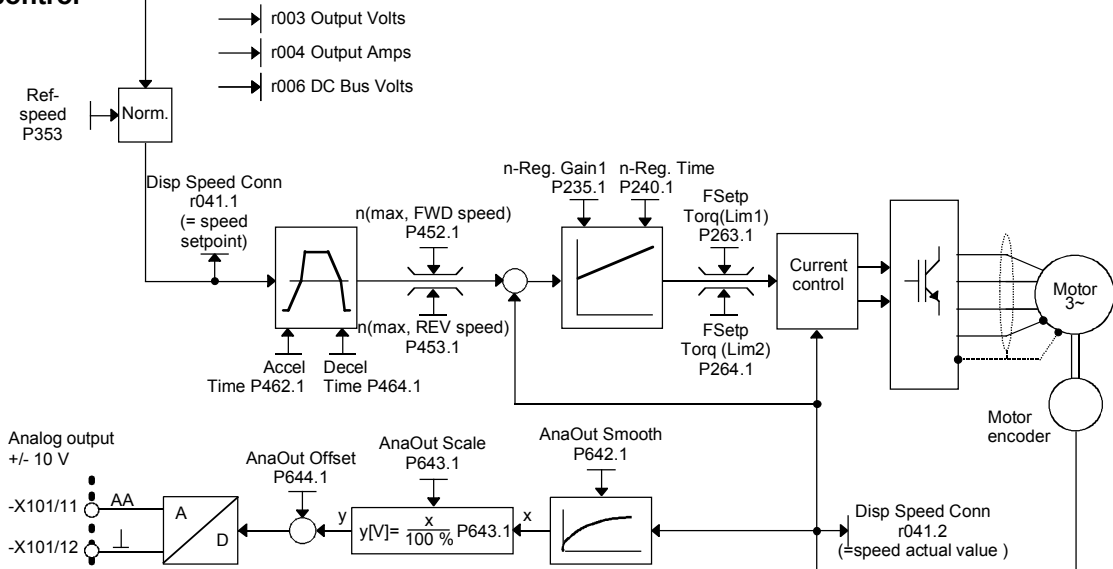 control
r003 Output Volts
r004 Output Amps
r006 DC Bus Volts
Ref-
speed
P353
Norm.
Disp Speed Conn
r041.1
(= speed
setpoint)
n(max, FWD speed)
P452.1
n(max, REV speed)
P453.1
Accel
Time P462.1
Decel
Time P464.1
n-Reg. Gain1
P235.1
n-Reg. Time
P240.1
FSetp
Torq(Lim1)
P263.1
FSetp
Torq (Lim2)
P264.1
Current
control
Motor
3~
Motor
encoder
Analog output
+/- 10 V
-X101/11
AA
-X101/12
A
D
AnaOut Offset
P644.1
AnaOut Scale
P643.1
y
y[V]= x / 100 % P643.1
x
AnaOut Smooth
P642.1
Disp Speed Conn
r041.2
(=speed actual value )